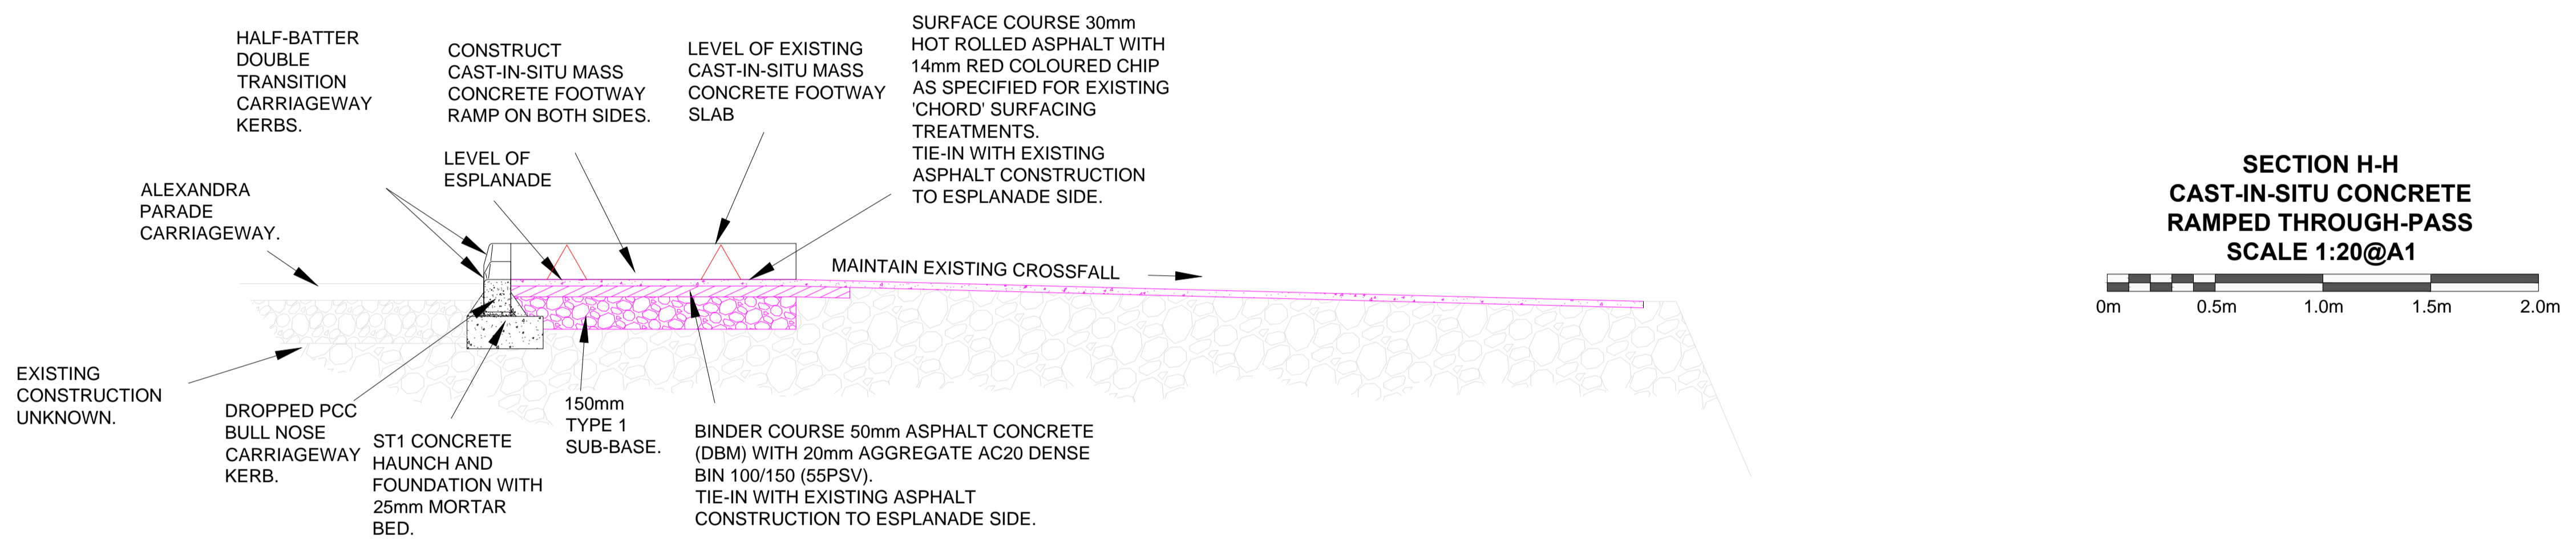 HALF-BATTER
DOUBLE
TRANSITION
CARRIAGEWAY
KERBS.
CONSTRUCT
CAST-IN-SITU MASS
CONCRETE FOOTWAY
RAMP ON BOTH SIDES.
LEVEL OF EXISTING
CAST-IN-SITU MASS
CONCRETE FOOTWAY
SLAB
SURFACE COURSE 30mm
HOT ROLLED ASPHALT WITH
14mm RED COLOURED CHIP
AS SPECIFIED FOR EXISTING
'CHORD' SURFACING
TREATMENTS.
TIE-IN WITH EXISTING
ASPHALT CONSTRUCTION
TO ESPLANADE SIDE.
LEVEL OF
ESPLANADE
ALEXANDRA
PARADE
CARRIAGEWAY.
MAINTAIN EXISTING CROSSFALL
SECTION H-H
CAST-IN-SITU CONCRETE
RAMPED THROUGH-PASS
SCALE 1:20@A1
0m 0.5m 1.0m 1.5m 2.0m
EXISTING
CONSTRUCTION
UNKNOWN.
DROPPED PCC
BULL NOSE
CARRIAGEWAY
KERB.
ST1 CONCRETE
HAUNCH AND
FOUNDATION WITH
25mm MORTAR
BED.
150mm
TYPE 1
SUB-BASE.
BINDER COURSE 50mm ASPHALT CONCRETE
(DBM) WITH 20mm AGGREGATE AC20 DENSE
BIN 100/150 (55PSV).
TIE-IN WITH EXISTING ASPHALT
CONSTRUCTION TO ESPLANADE SIDE.